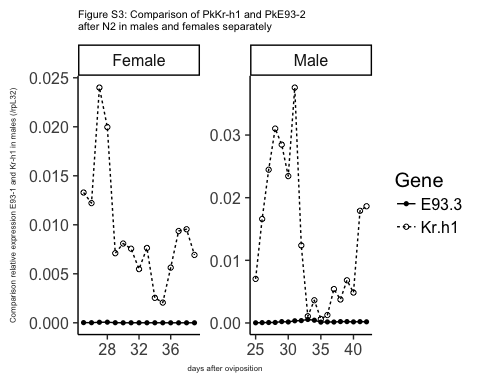 Figure S3: Comparison of PkKr-h1 and PkE93-2
after N2 in males and females separately
Female
Male
Comparison relative expression E93-1 and Kr-h1 in males (/rpL32)
0.025
0.020
0.015
0.010
0.005
0.000
0.03
0.02
0.01
0.00
28 32 36
25 30 35 40
days after oviposition
Gene
E93.3
Kr.h1